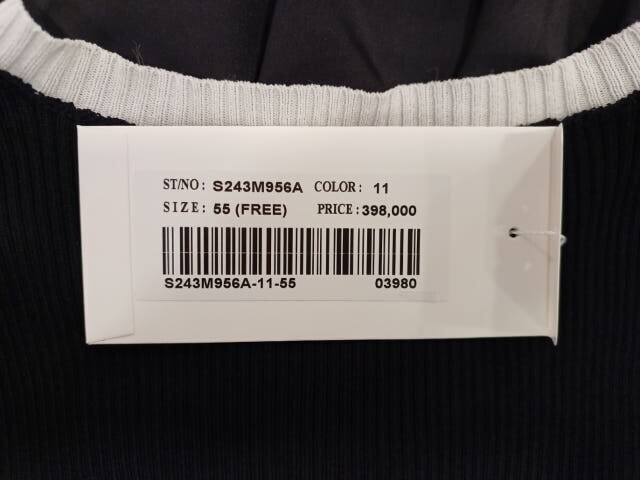 ST/NO: S243M956A COLOR: 11
SIZE: 55 (FREE) PRICE: 398,000
S243M956A-11-55 03980